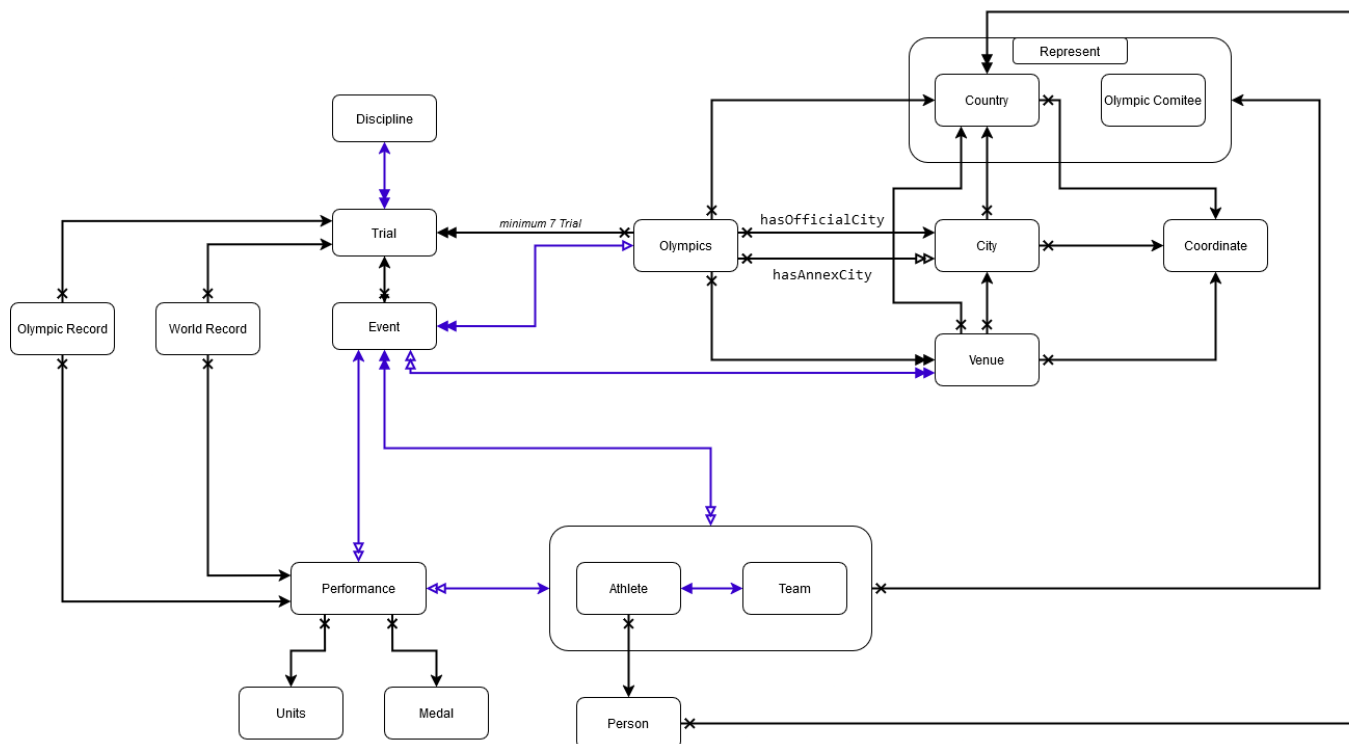 Represent
Country
Olympic Comitee
Discipline
minimum 7 Trial
hasOfficialCity
Trial
Olympics
City
Coordinate
hasAnnexCity
Olympic Record
World Record
Event
Venue
Performance
Athlete
Team
Units
Medal
Person